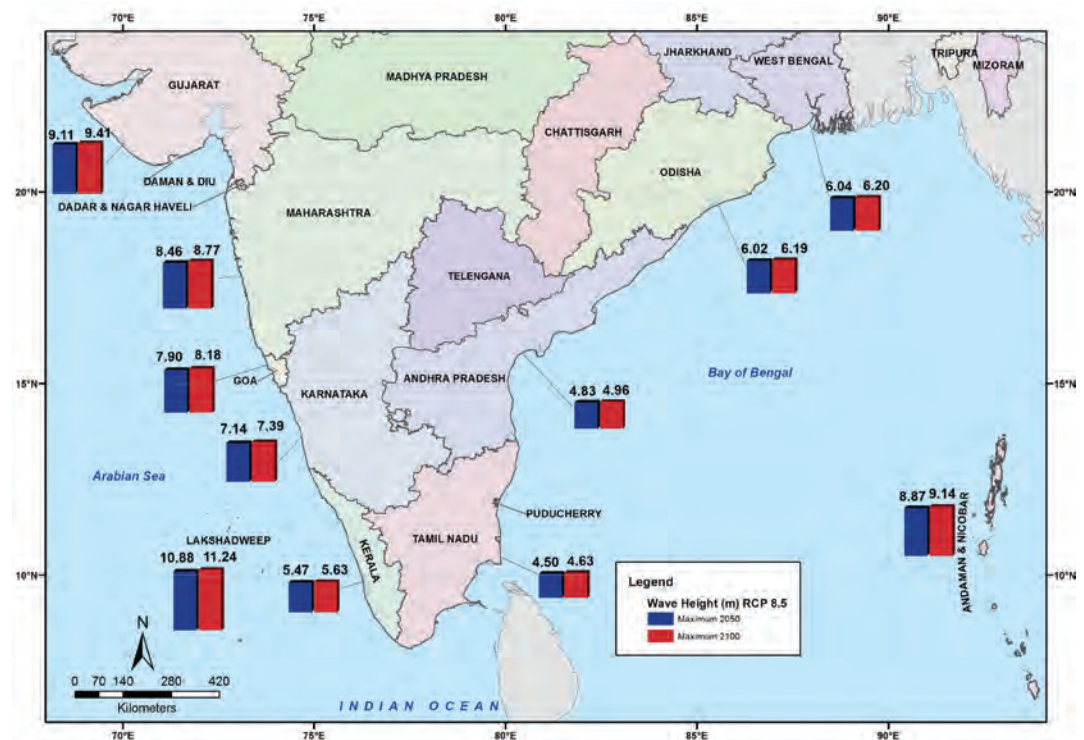 70°E 75°E 80°E 85°E 90°E
JHARKHAND
WEST BENGAL
TRIPURA
MIZORAM
MADHYA PRADESH
GUJARAT
CHATTISGARH
9.11 9.41
ODISHA
DAMAN & DIU
20°N
20°N
DADAR & NAGAR HAVELI
6.04 6.20
MAHARASHTRA
8.46 8.77
6.02 6.19
TELENGANA
7.90 8.18
GOA
KARNATAKA
ANDHRA PRADESH
15°N
15°N
Bay of Bengal
4.83 4.96
7.14 7.39
Arabian Sea
8.87 9.14
PUDUCHERRY
LAKSHADWEEP
10.88 11.24
KERALA
TAMIL NADU
5.47 5.63
4.50 4.63
ANDAMAN & NICOBAR
10°N
10°N
Legend
Wave Height (m) RCP 8.5
Maximum 2050
Maximum 2100
N
0 70 140 280 420
Kilometers
INDIAN OCEAN
70°E 75°E 80°E 85°E 90°E